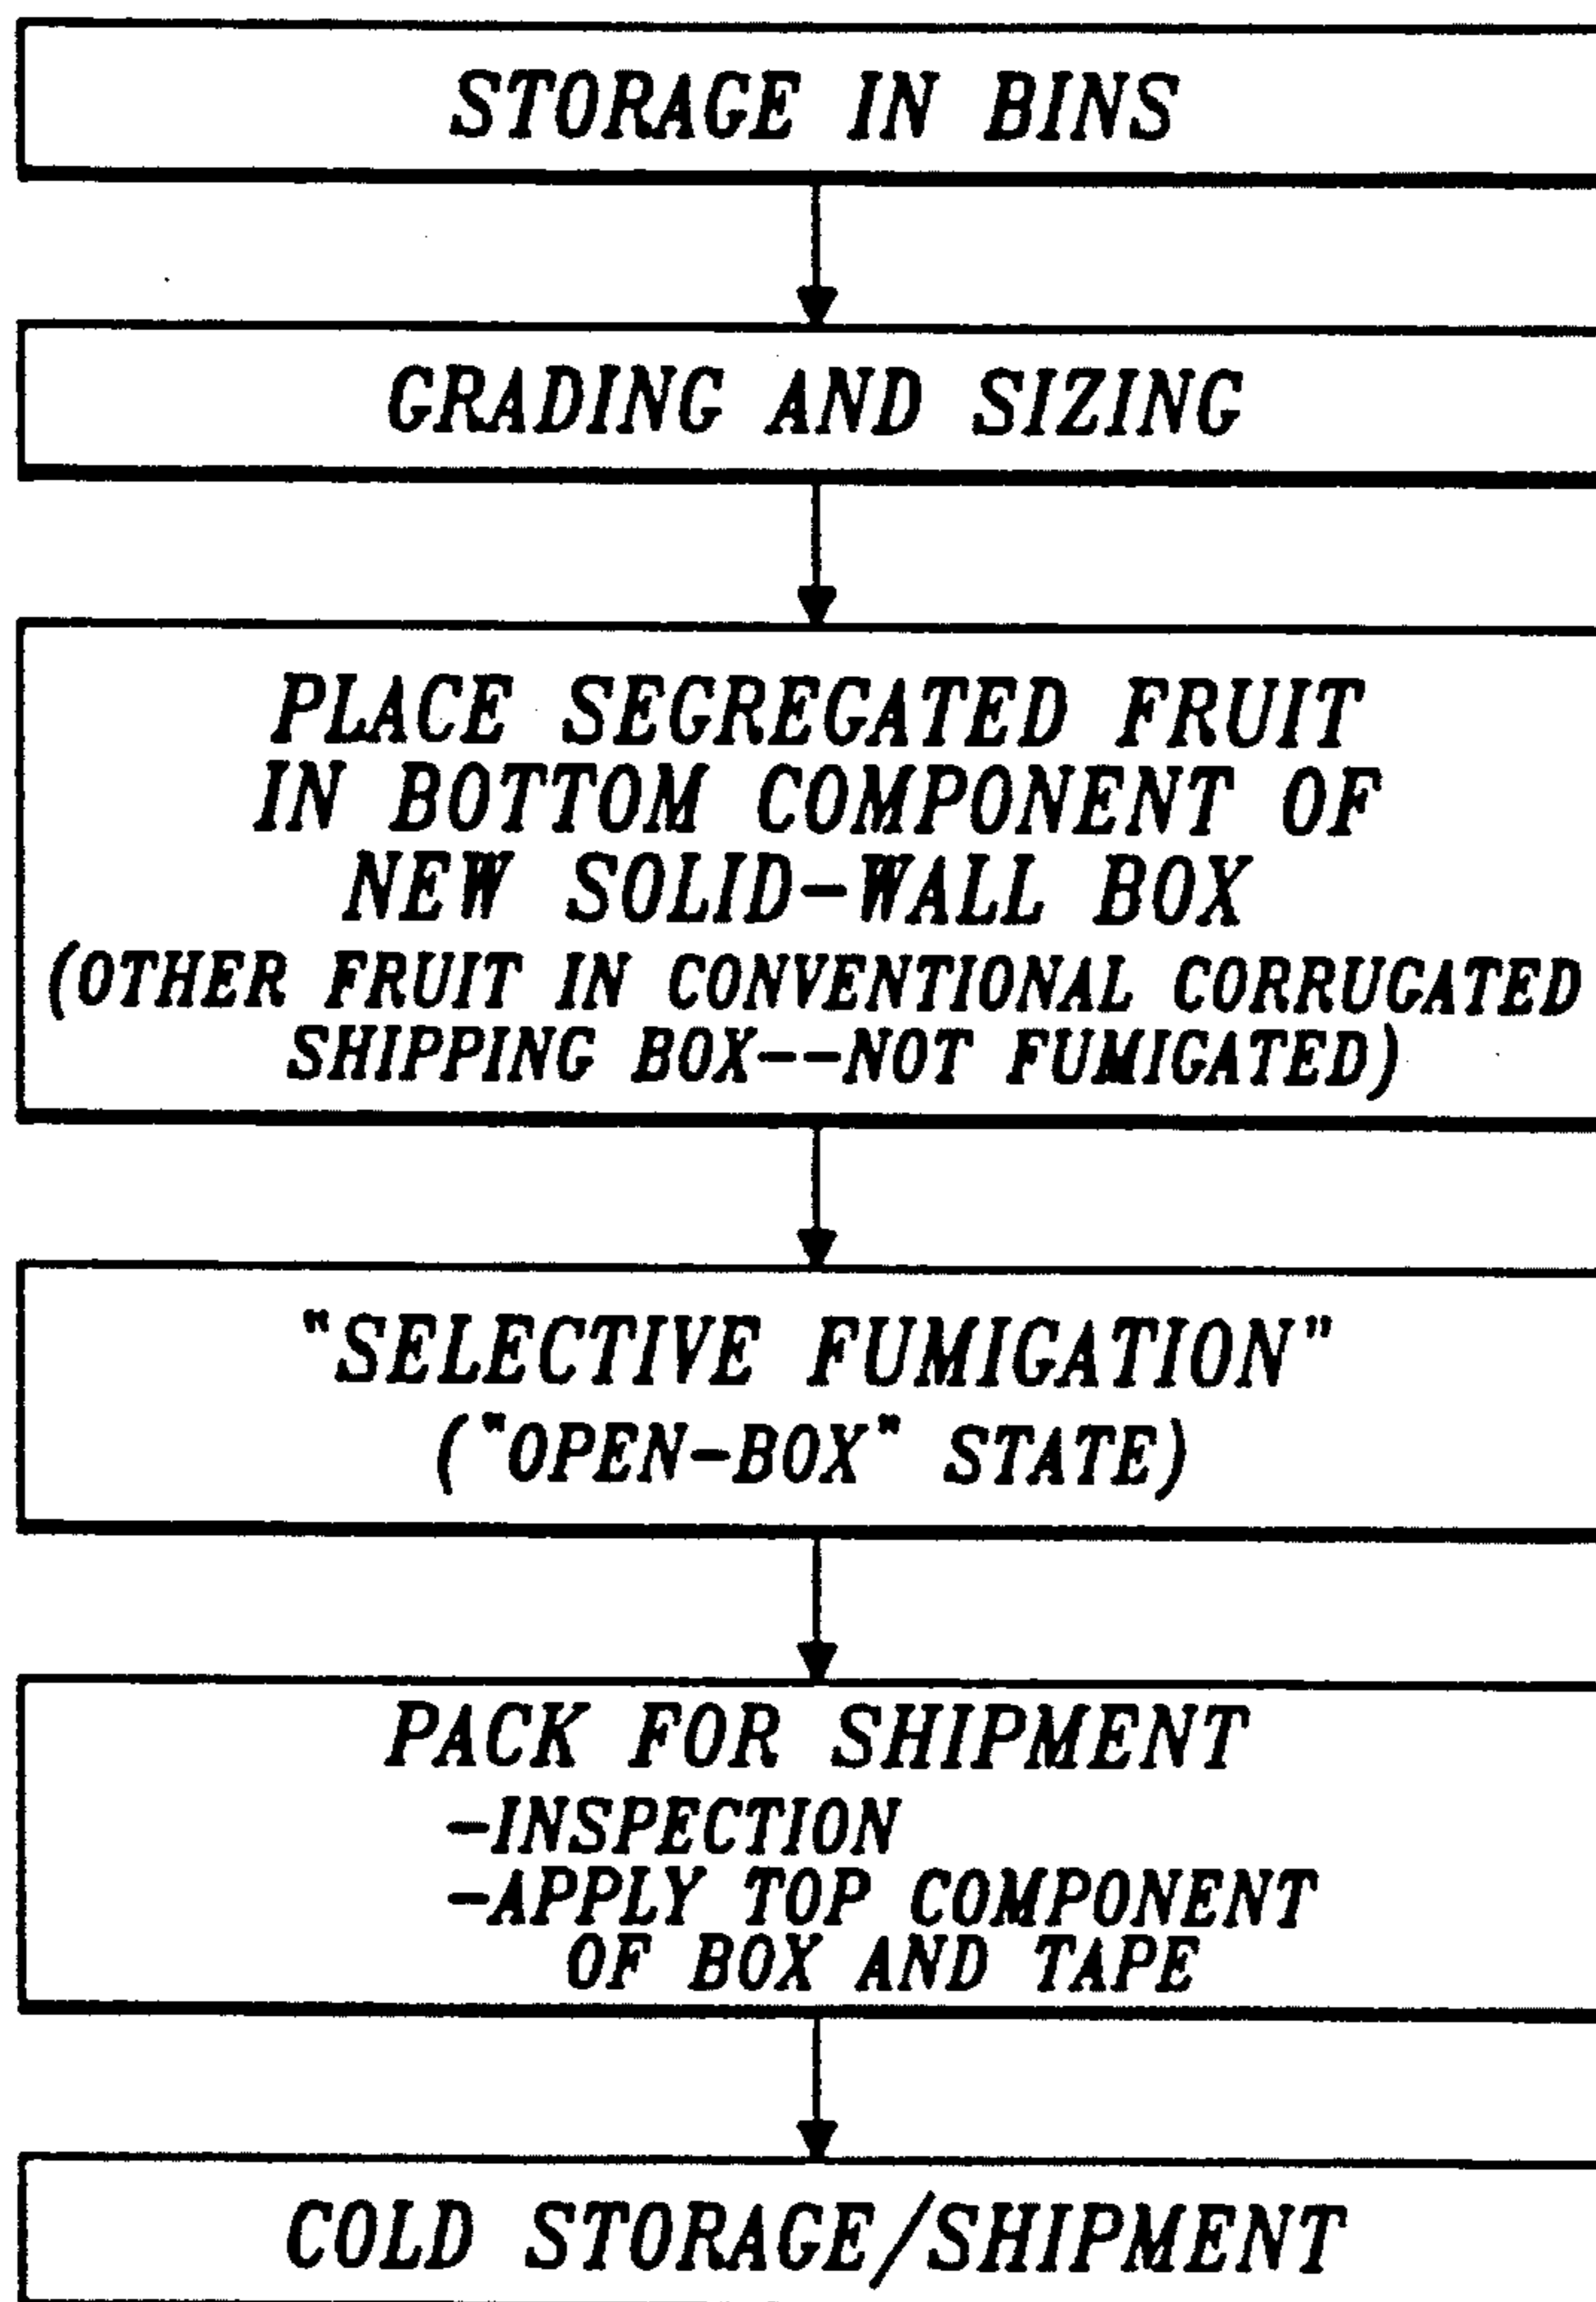 STORAGE IN BINS
GRADING AND SIZING
PLACE SEGREGATED FRUIT
IN BOTTOM COMPONENT OF
NEW SOLID-WALL BOX
(OTHER FRUIT IN CONVENTIONAL CORRUGATED
SHIPPING BOX--NOT FUMIGATED)
"SELECTIVE FUMIGATION"
("OPEN-BOX" STATE)
PACK FOR SHIPMENT
-INSPECTION
-APPLY TOP COMPONENT
OF BOX AND TAPE
COLD STORAGE/SHIPMENT